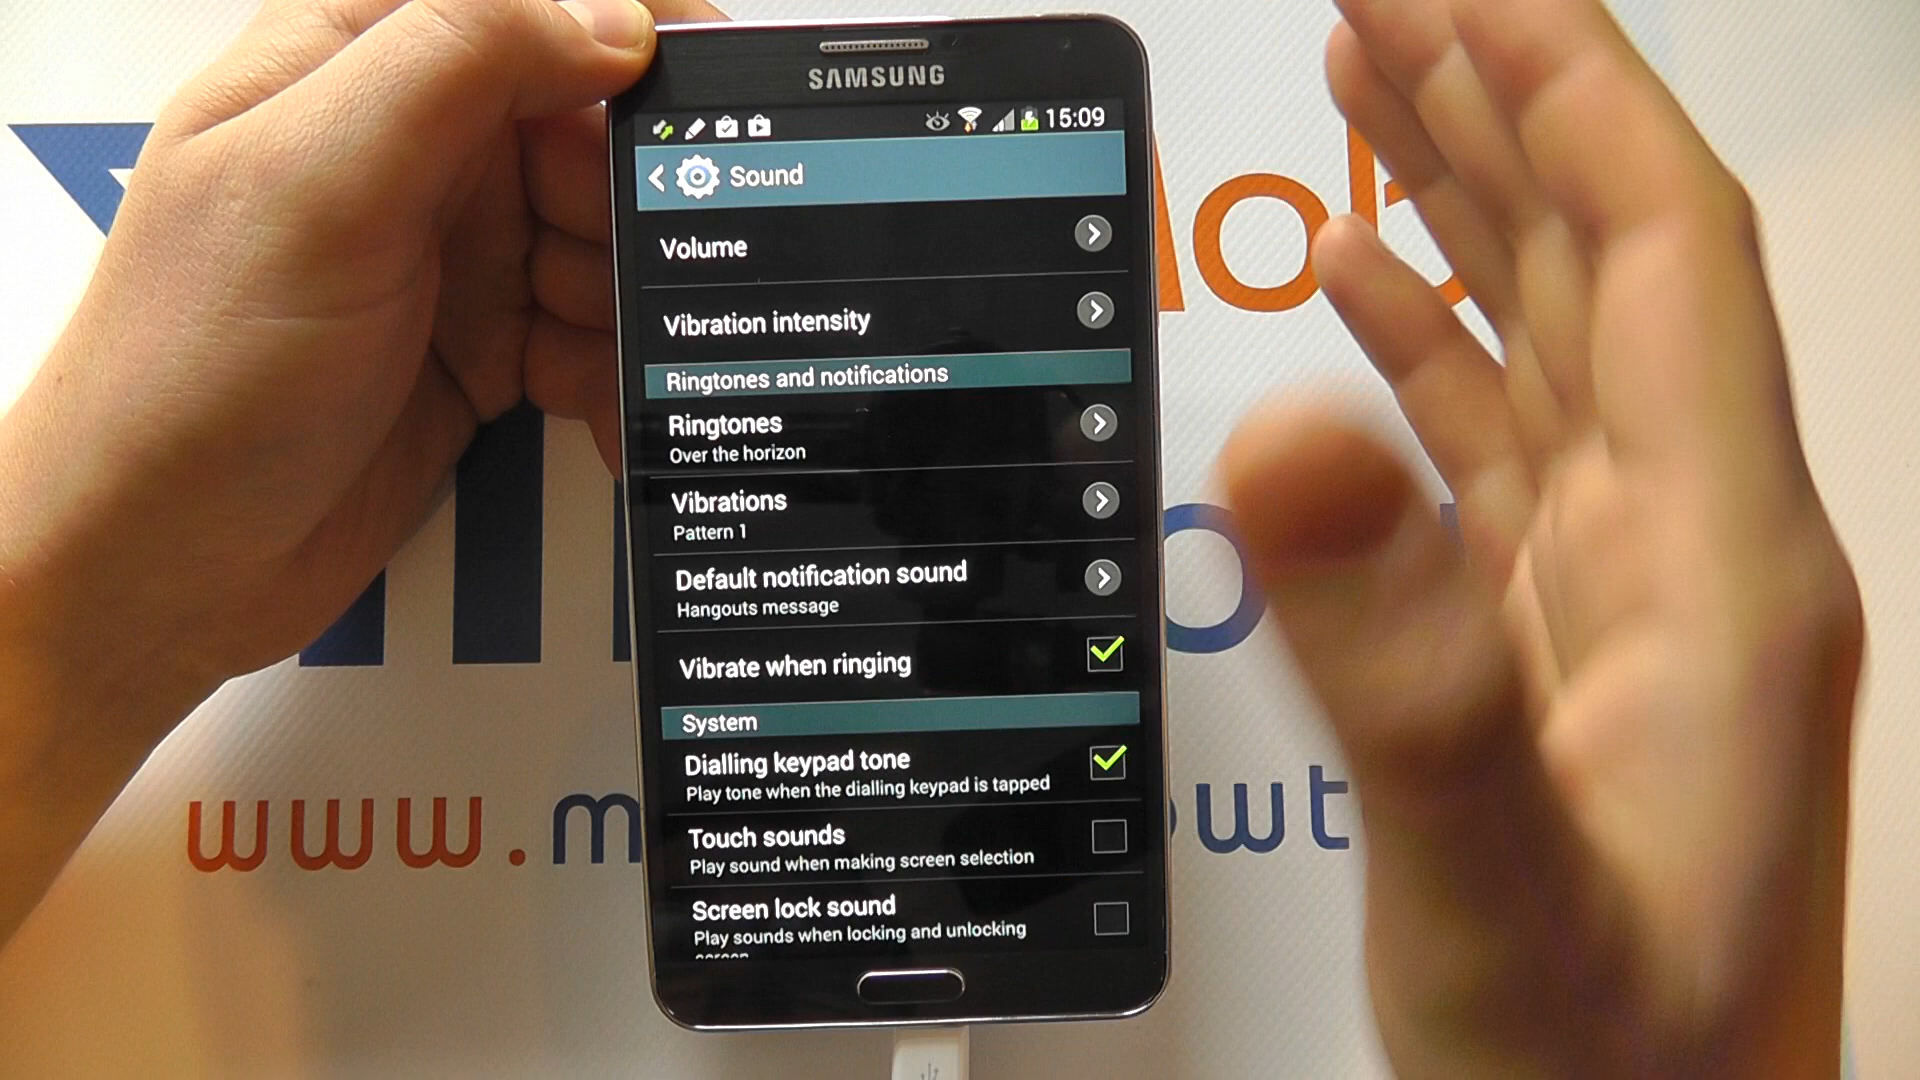 SAMSUNG
15:09
Sound
Volume
Vibration intensity
Ringtones and notifications
Ringtones
Over the horizon
Vibrations
Pattern 1
Default notification sound
Hangouts message
Vibrate when ringing
System
Dialling keypad tone
Play tone when the dialling keypad is tapped
Touch sounds
Play sound when making screen selection
Screen lock sound
Play sounds when locking and unlocking
www.m
owt